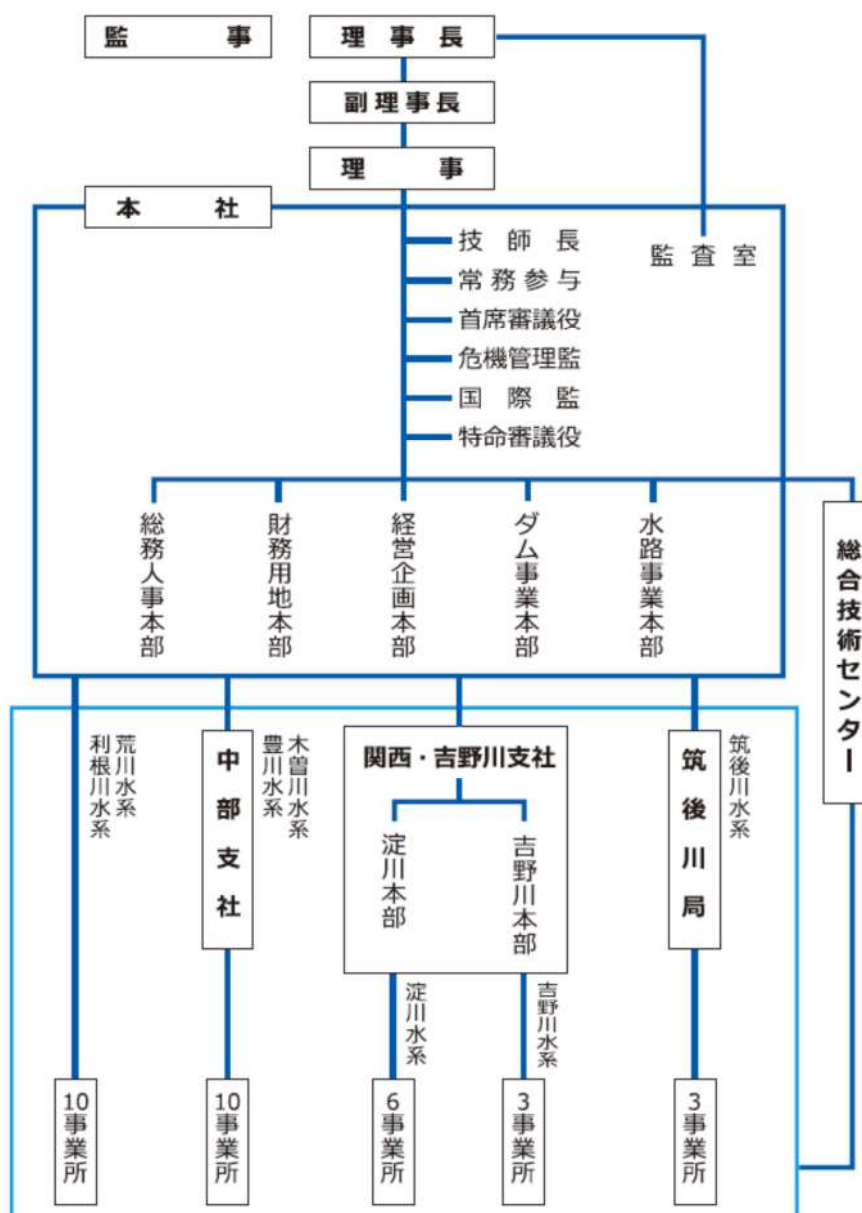 監事
理事長
副理事長
理事
本社
技師長
常務参与
首席審議役
危機管理監
国際監
特命審議役
監査室
総務人事本部
財務用地本部
経営企画本部
ダム事業本部
水路事業本部
総合技術センター
荒川水系
利根川水系
中部支社
木曽川水系
豊川水系
関西・吉野川支社
淀川本部
吉野川本部
筑後川局
筑後川水系
淀川水系
吉野川水系
10事業所
10事業所
6事業所
3事業所
3事業所